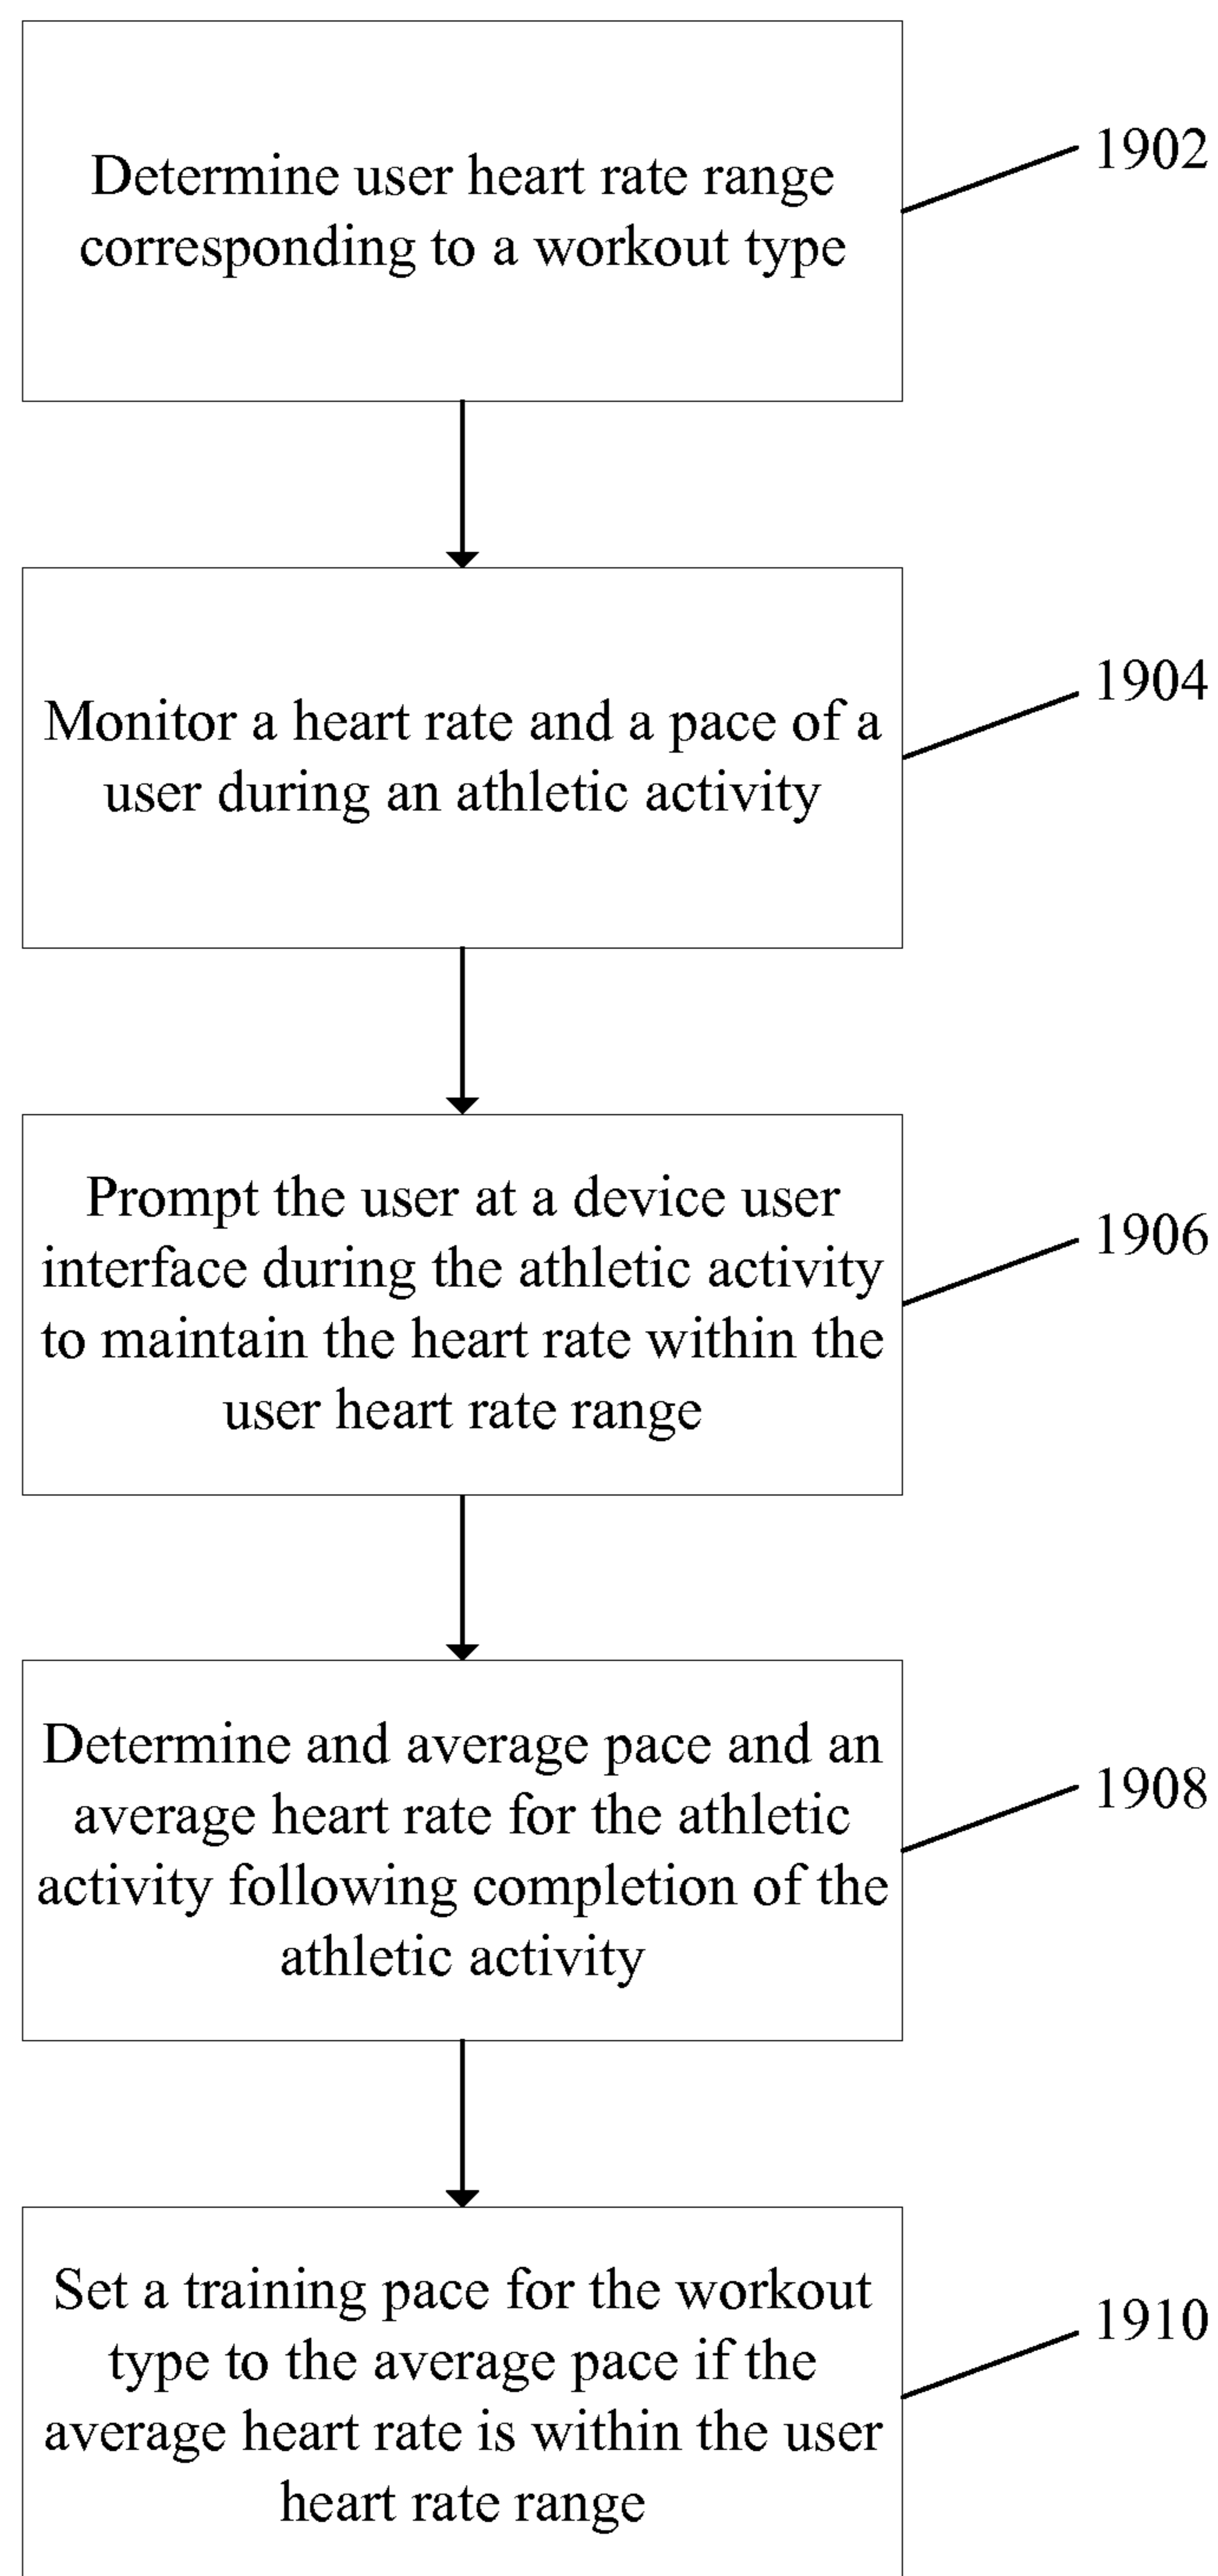 Determine user heart rate range
corresponding to a workout type
1902
Monitor a heart rate and a pace of a
user during an athletic activity
1904
Prompt the user at a device user
interface during the athletic activity
to maintain the heart rate within the
user heart rate range
1906
Determine and average pace and an
average heart rate for the athletic
activity following completion of the
athletic activity
1908
Set a training pace for the workout
type to the average pace if the
average heart rate is within the user
heart rate range
1910